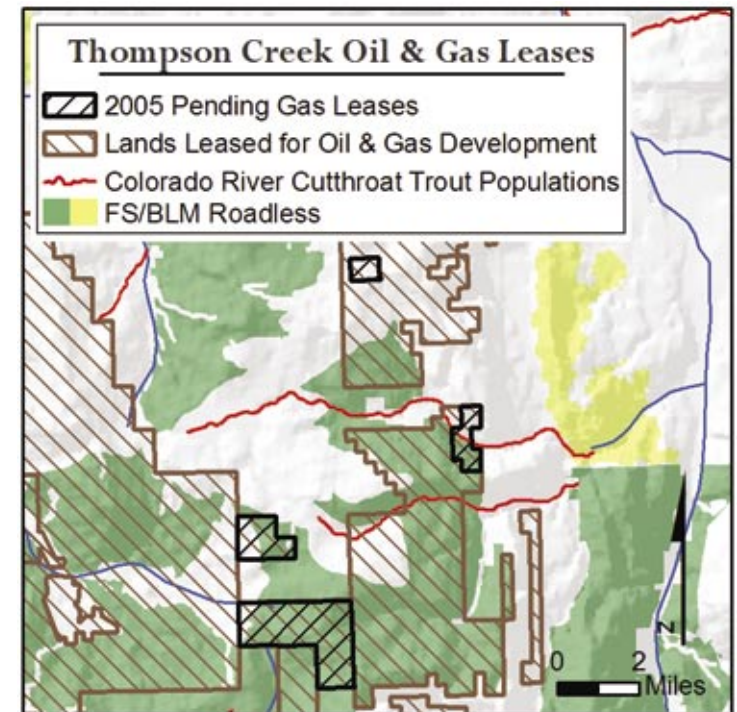 Thompson Creek Oil & Gas Leases
2005 Pending Gas Leases
Lands Leased for Oil & Gas Development
Colorado River Cutthroat Trout Populations
FS/BLM Roadless
N
0 2
Miles